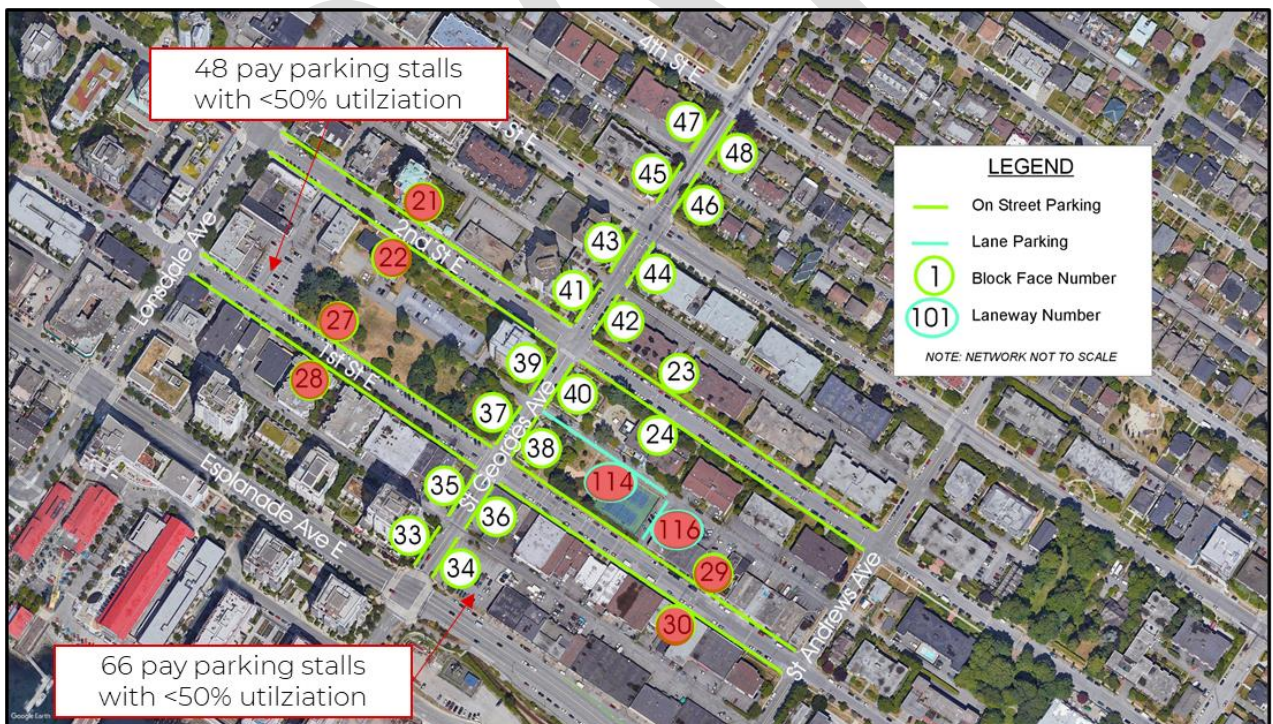 48 pay parking stalls
with <50% utilziation
4th St E
d St E
47
48
45
46
21
2nd St E
22
43
44
41
42
Lonsdale Ave
27
1st St E
28
39
40
23
37
38
24
St Georges Ave
35
36
114
116
33
34
29
30
Esplanade Ave E
St Andrews Ave
66 pay parking stalls
with <50% utilziation
LEGEND
On Street Parking
Lane Parking
1 Block Face Number
101 Laneway Number
NOTE: NETWORK NOT TO SCALE
Google Earth